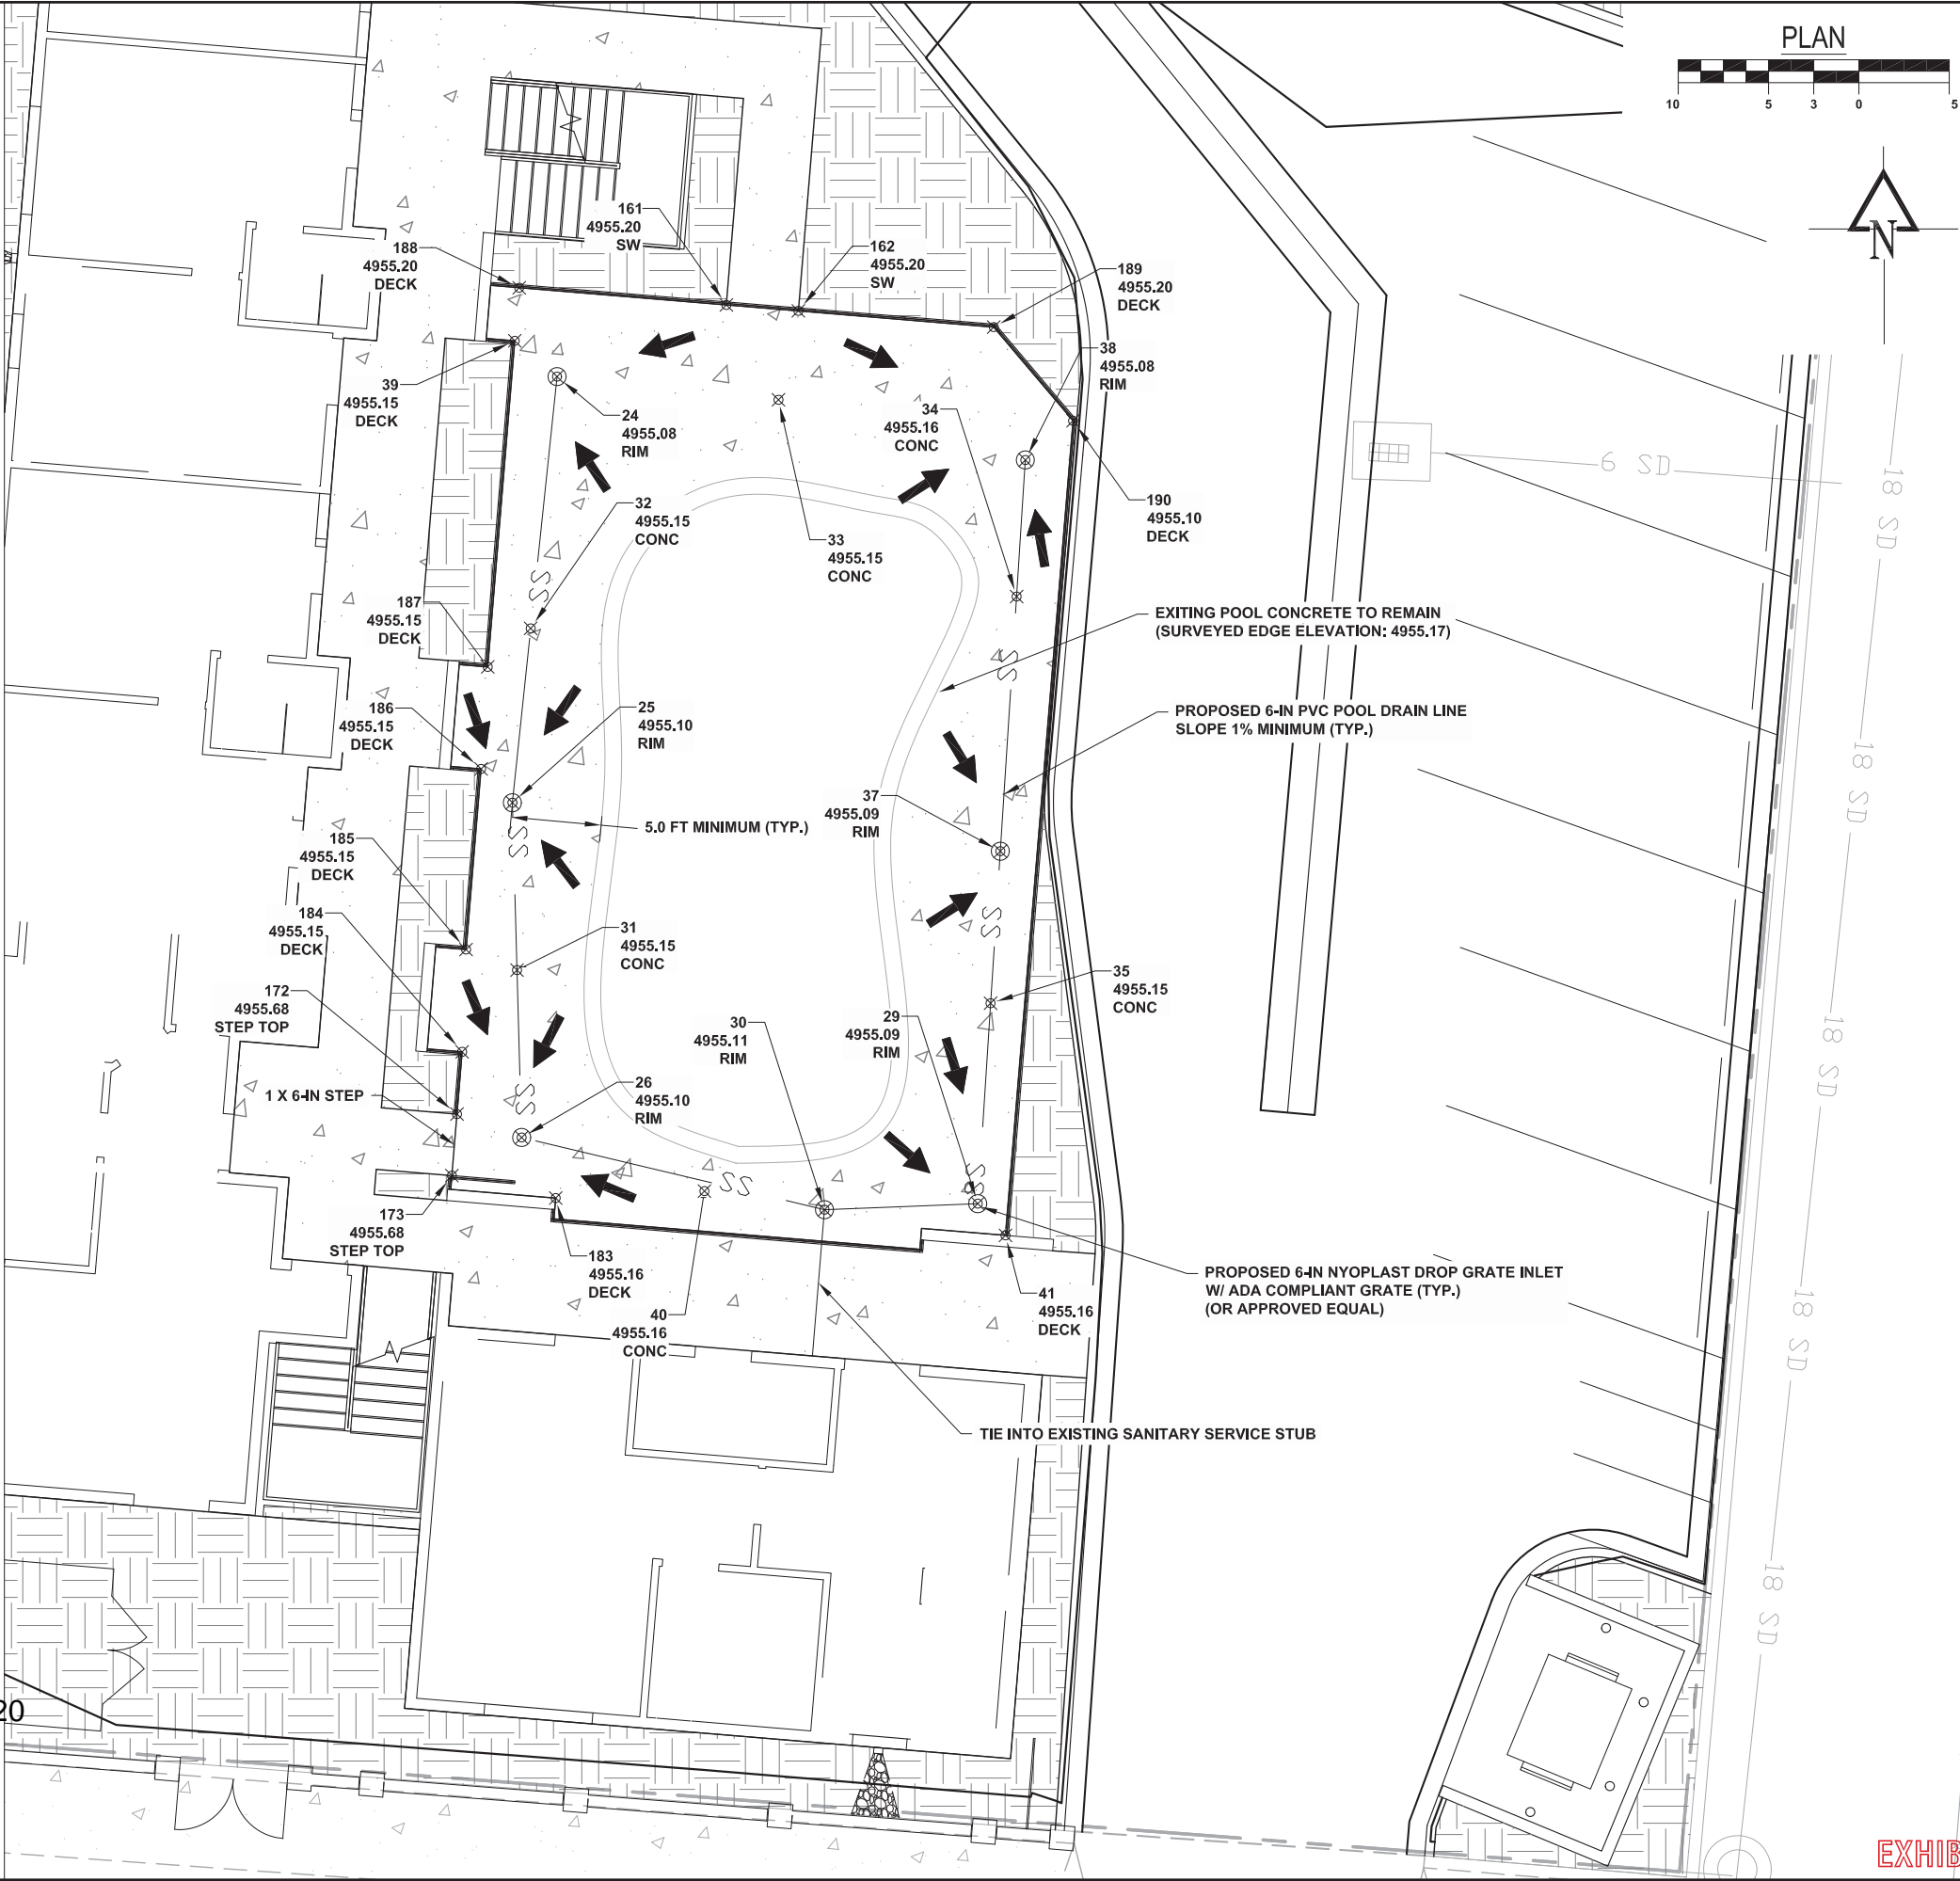 PLAN
10 5 3 0 5
N
161
4955.20
SW
188
4955.20
DECK
162
4955.20
SW
189
4955.20
DECK
38
4955.08
RIM
39
4955.15
DECK
24
4955.08
RIM
34
4955.16
CONC
6 SD
18 SD
190
4955.10
DECK
32
4955.15
CONC
33
4955.15
CONC
SS
187
4955.15
DECK
EXITING POOL CONCRETE TO REMAIN
(SURVEYED EDGE ELEVATION: 4955.17)
SS
186
4955.15
DECK
25
4955.10
RIM
PROPOSED 6-IN PVC POOL DRAIN LINE
SLOPE 1% MINIMUM (TYP.)
18 SD
37
4955.09
RIM
5.0 FT MINIMUM (TYP.)
SS
185
4955.15
DECK
184
4955.15
DECK
31
4955.15
CONC
SS
35
4955.15
CONC
172
4955.68
STEP TOP
30
4955.11
RIM
29
4955.09
RIM
18 SD
1 X 6-IN STEP
26
4955.10
RIM
SS
SS
SS
173
4955.68
STEP TOP
183
4955.16
DECK
40
4955.16
CONC
41
4955.16
DECK
PROPOSED 6-IN NYOPLAST DROP GRATE INLET
W/ ADA COMPLIANT GRATE (TYP.)
(OR APPROVED EQUAL)
18 SD
TIE INTO EXISTING SANITARY SERVICE STUB
18 SD
20
EXHIB